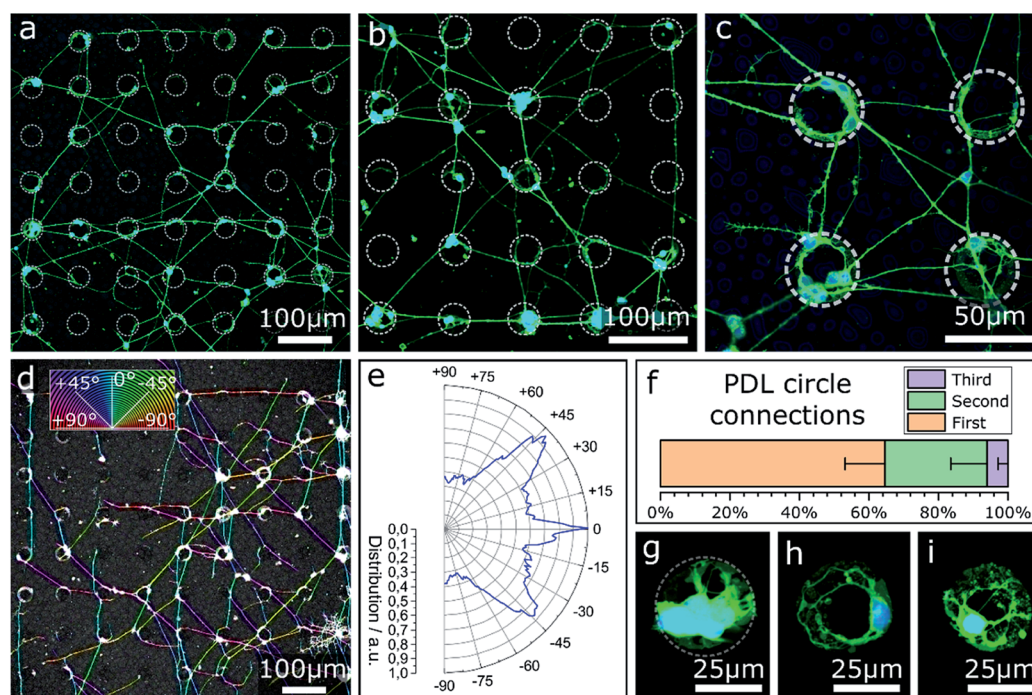 a
100µm
b
100µm
c
50µm
d
+45°
0°
-45°
+90°
-90°
100µm
e
+90
+75
+60
+45
+30
+15
0
-15
-30
-45
-60
-75
-90
0,0
0,1
0,2
0,3
0,4
0,5
0,6
0,7
0,8
0,9
1,0
Distribution / a.u.
f
PDL circle
connections
Third
Second
First
0%
20%
40%
60%
80%
100%
g
25µm
h
25µm
i
25µm